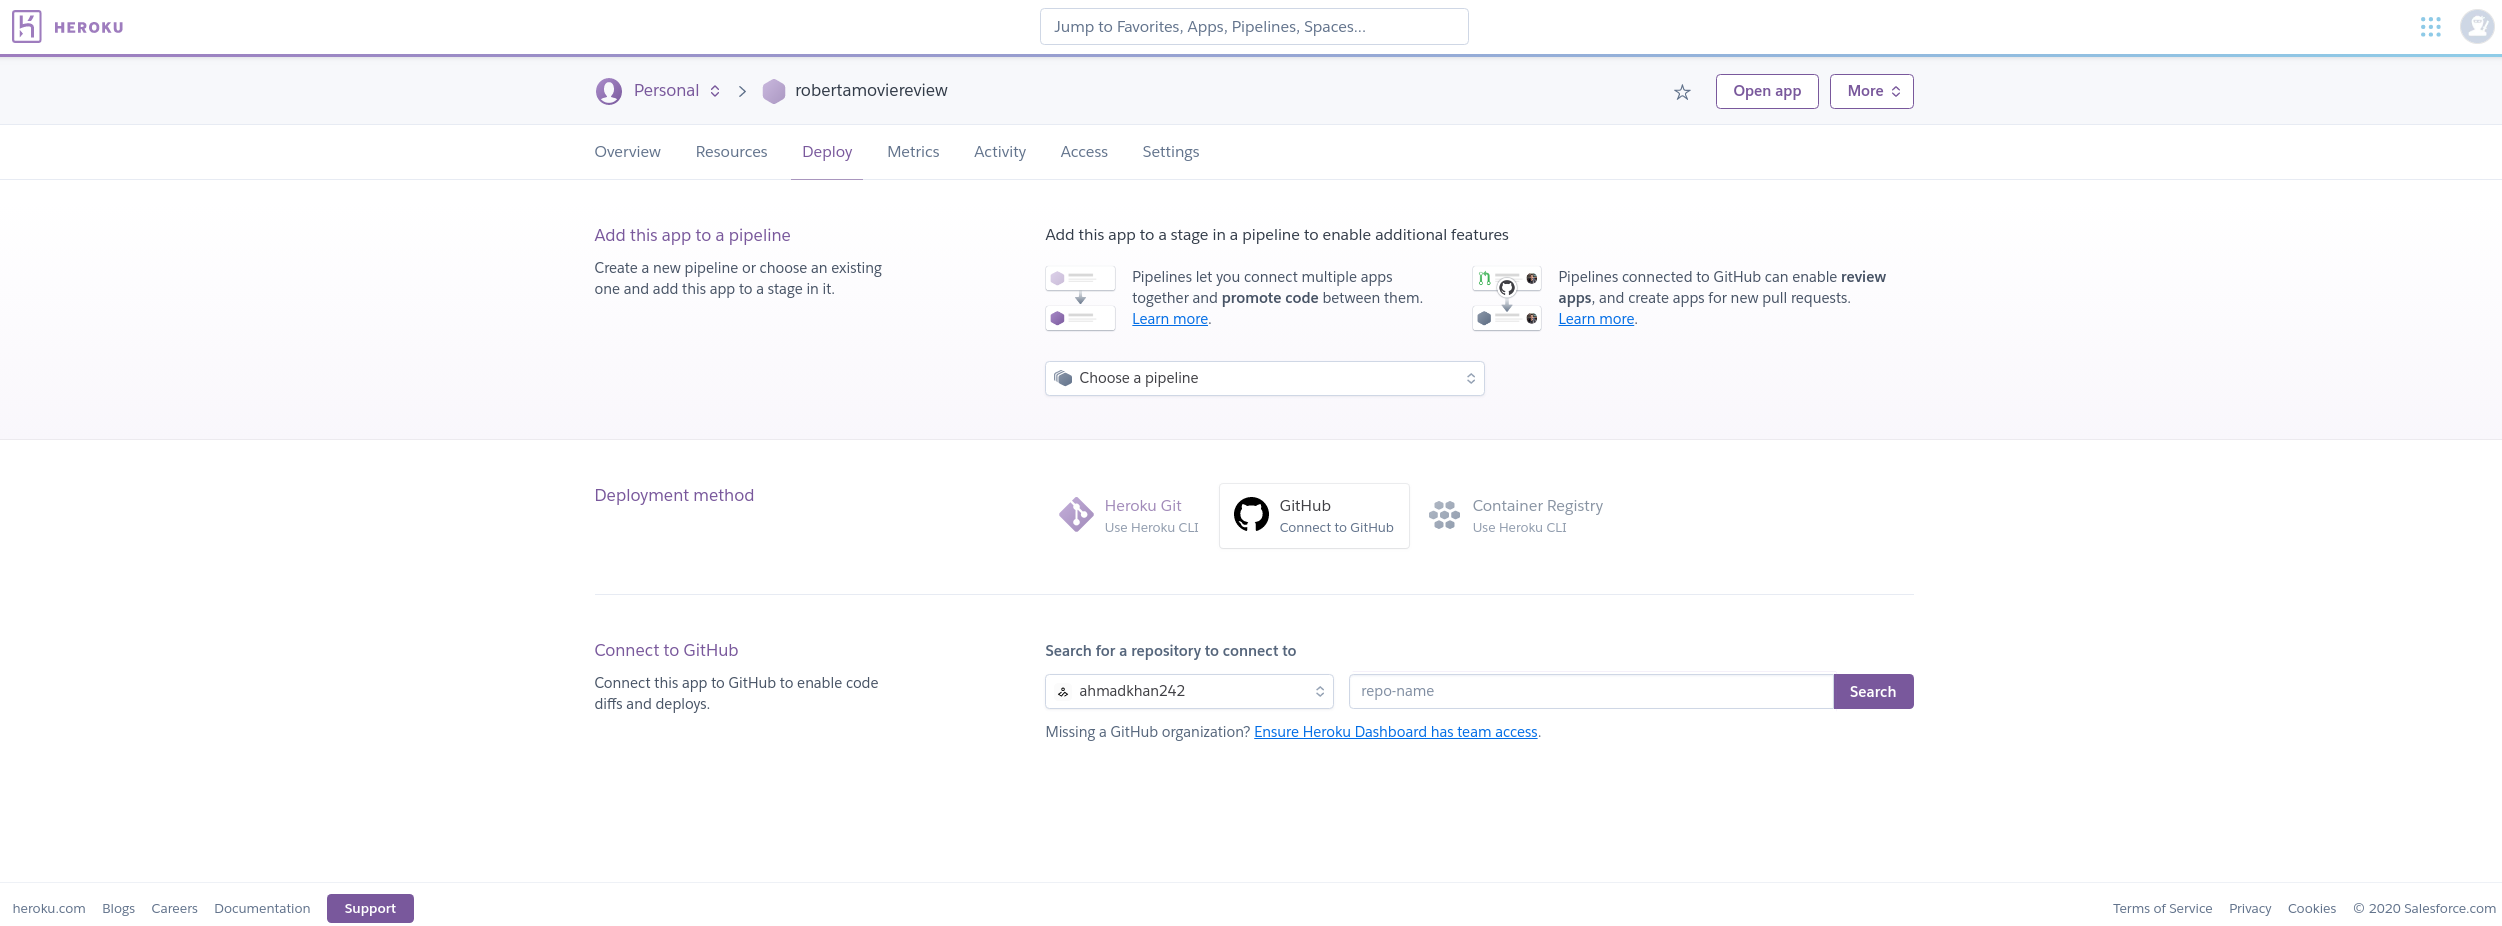 HEROKU
Jump to Favorites, Apps, Pipelines, Spaces...
Personal
robertamoviereview
Open app
More
Overview
Resources
Deploy
Metrics
Activity
Access
Settings
Add this app to a pipeline
Create a new pipeline or choose an existing
one and add this app to a stage in it.
Add this app to a stage in a pipeline to enable additional features
Pipelines let you connect multiple apps
together and promote code between them.
Learn more.
Pipelines connected to GitHub can enable review
apps, and create apps for new pull requests.
Learn more.
Choose a pipeline
Deployment method
Heroku Git
Use Heroku CLI
GitHub
Connect to GitHub
Container Registry
Use Heroku CLI
Connect to GitHub
Connect this app to GitHub to enable code
diffs and deploys.
Search for a repository to connect to
ahmadkhan242
repo-name
Search
Missing a GitHub organization? Ensure Heroku Dashboard has team access.
heroku.com
Blogs
Careers
Documentation
Support
Terms of Service
Privacy
Cookies
© 2020 Salesforce.com